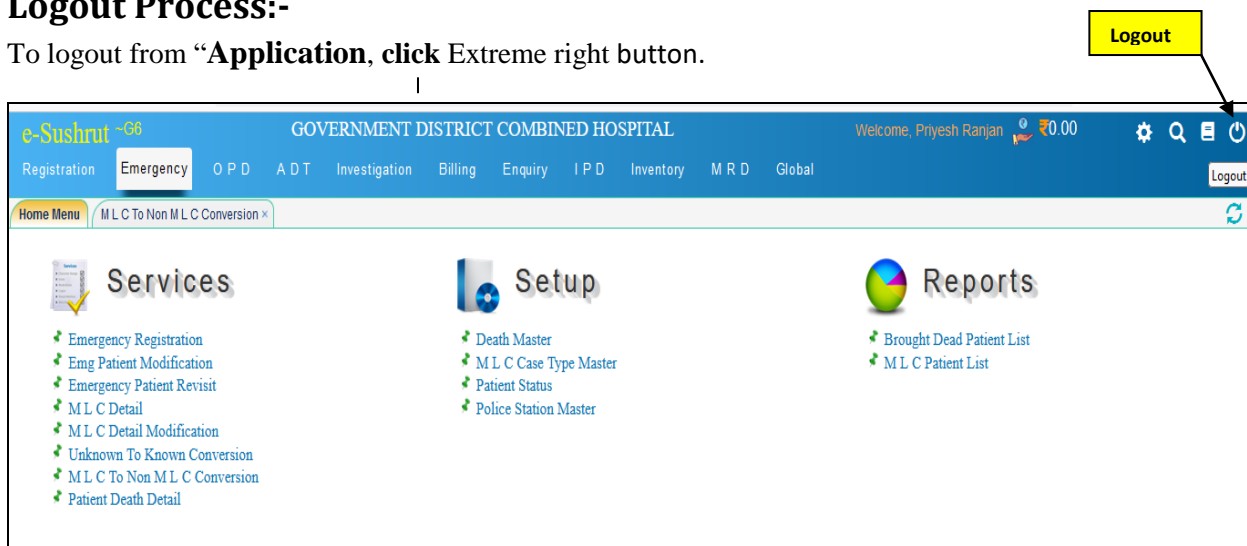 Logout Process:-
To logout from “Application, click Extreme right button.
Logout
e-Sushrut ~G6 GOVERNMENT DISTRICT COMBINED HOSPITAL Welcome, Priyesh Ranjan ₹0.00
Registration Emergency O P D A D T Investigation Billing Enquiry I P D Inventory M R D Global
Logout
Home Menu M L C To Non M L C Conversion ×
Services
Emergency Registration
Emg Patient Modification
Emergency Patient Revisit
M L C Detail
M L C Detail Modification
Unknown To Known Conversion
M L C To Non M L C Conversion
Patient Death Detail
Setup
Death Master
M L C Case Type Master
Patient Status
Police Station Master
Reports
Brought Dead Patient List
M L C Patient List